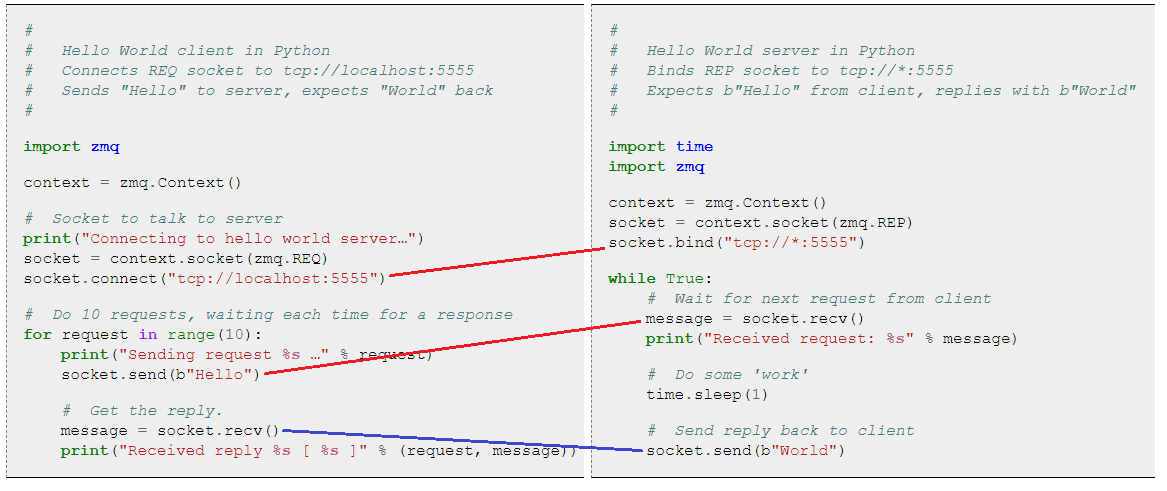 #
#   Hello World client in Python
#   Connects REQ socket to tcp://localhost:5555
#   Sends "Hello" to server, expects "World" back
#
import zmq
context = zmq.Context()
#  Socket to talk to server
print("Connecting to hello world server…")
socket = context.socket(zmq.REQ)
socket.connect("tcp://localhost:5555")
#  Do 10 requests, waiting each time for a response
for request in range(10):
    print("Sending request %s …" % request)
    socket.send(b"Hello")
    #  Get the reply.
    message = socket.recv()
    print("Received reply %s [ %s ]" % (request, message))
#
#   Hello World server in Python
#   Binds REP socket to tcp://*:5555
#   Expects b"Hello" from client, replies with b"World"
#
import time
import zmq
context = zmq.Context()
socket = context.socket(zmq.REP)
socket.bind("tcp://*:5555")
while True:
    #  Wait for next request from client
    message = socket.recv()
    print("Received request: %s" % message)
    #  Do some 'work'
    time.sleep(1)
    #  Send reply back to client
    socket.send(b"World")